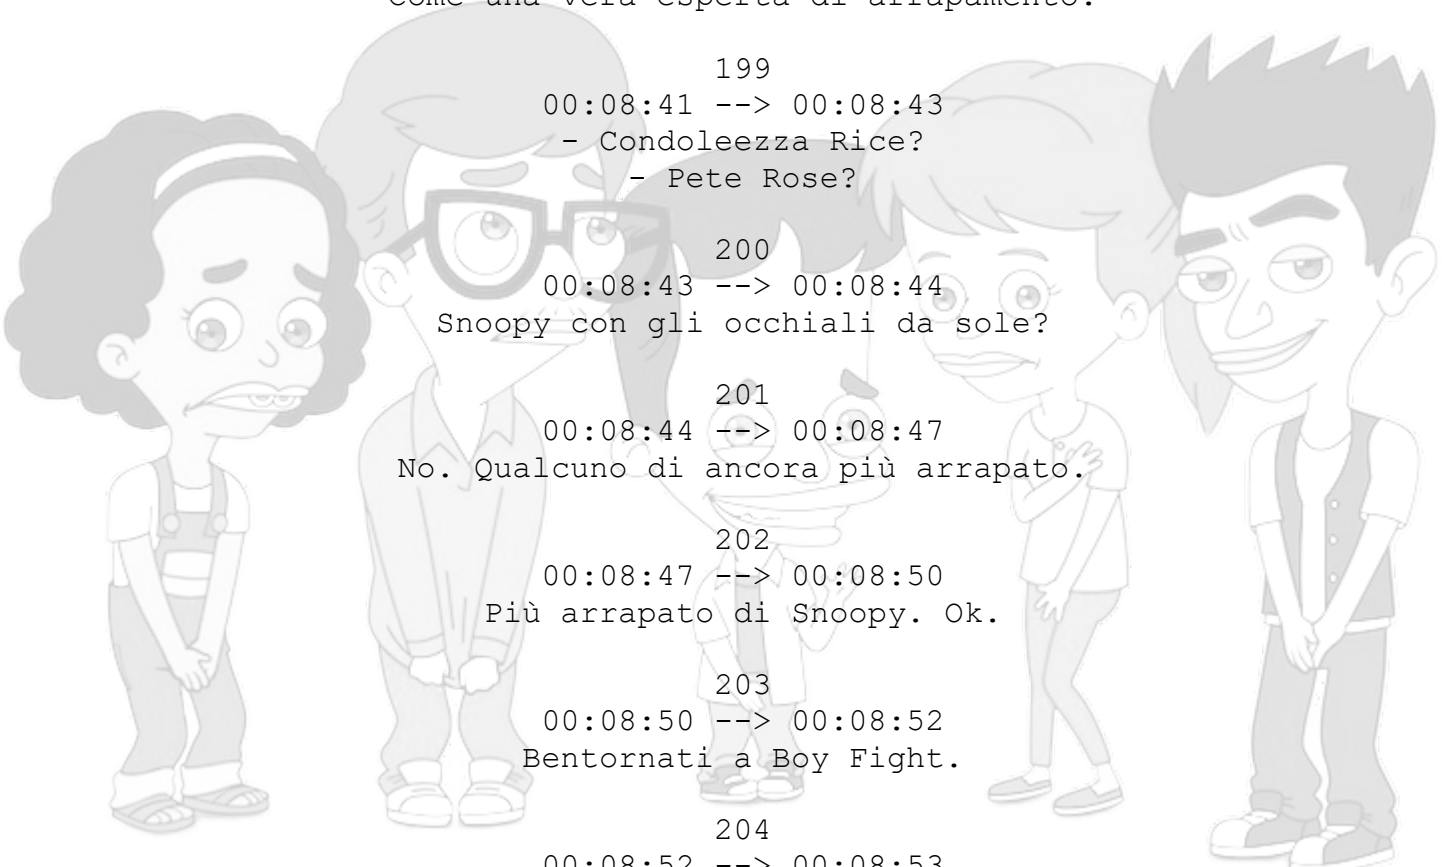 Come una vera esperta di arrapamento.
199
00:08:41 --> 00:08:43
- Condoleezza Rice?
- Pete Rose?
200
00:08:43 --> 00:08:44
Snoopy con gli occhiali da sole?
201
00:08:44 --> 00:08:47
No. Qualcuno di ancora più arrapato.
202
00:08:47 --> 00:08:50
Più arrapato di Snoopy. Ok.
203
00:08:50 --> 00:08:52
Bentornati a Boy Fight.
204
00:08:52 --> 00:08:53